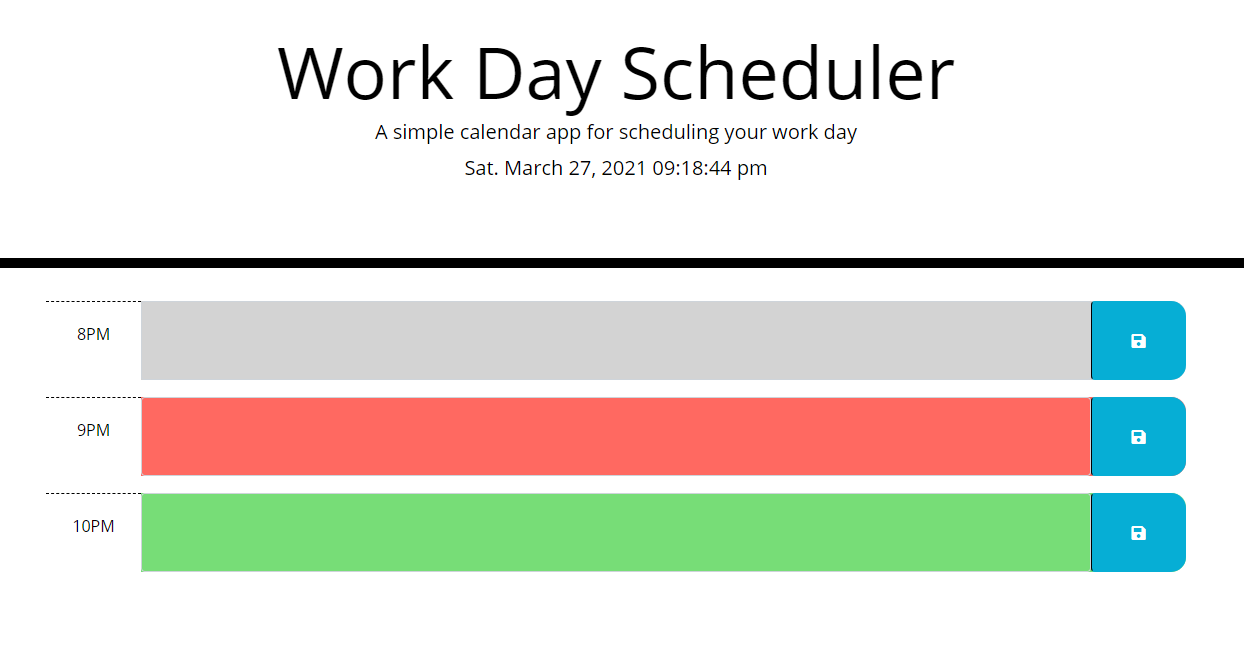 Work Day Scheduler
A simple calendar app for scheduling your work day
Sat. March 27, 2021 09:18:44 pm
8PM
9PM
10PM